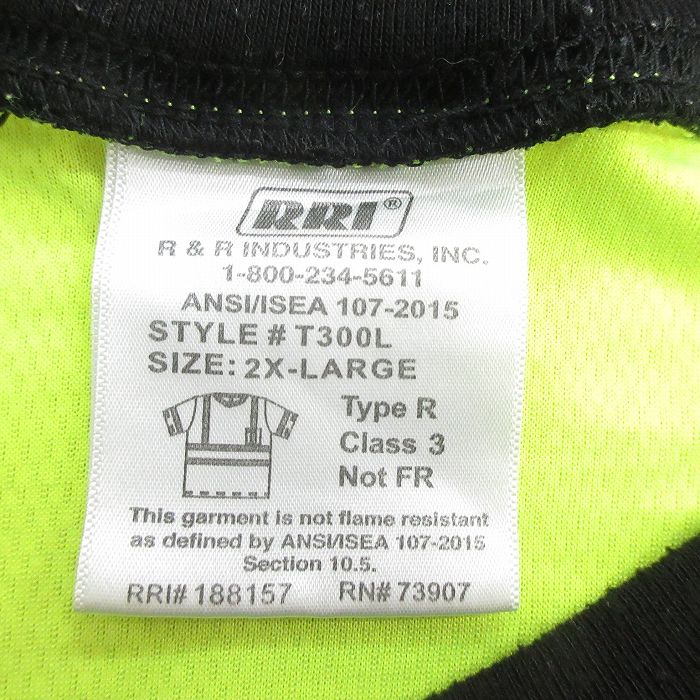 RRI®
R & R INDUSTRIES, INC.
1-800-234-5611
ANSI/ISEA 107-2015
STYLE # T300L
SIZE: 2X-LARGE
Type R
Class 3
Not FR
This garment is not flame resistant
as defined by ANSI/ISEA 107-2015
Section 10.5.
RRI# 188157 RN# 73907